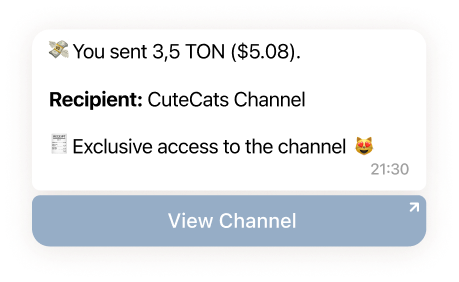 💸 You sent 3,5 TON ($5.08).
Recipient: CuteCats Channel
🧾 Exclusive access to the channel 😻
21:30
View Channel